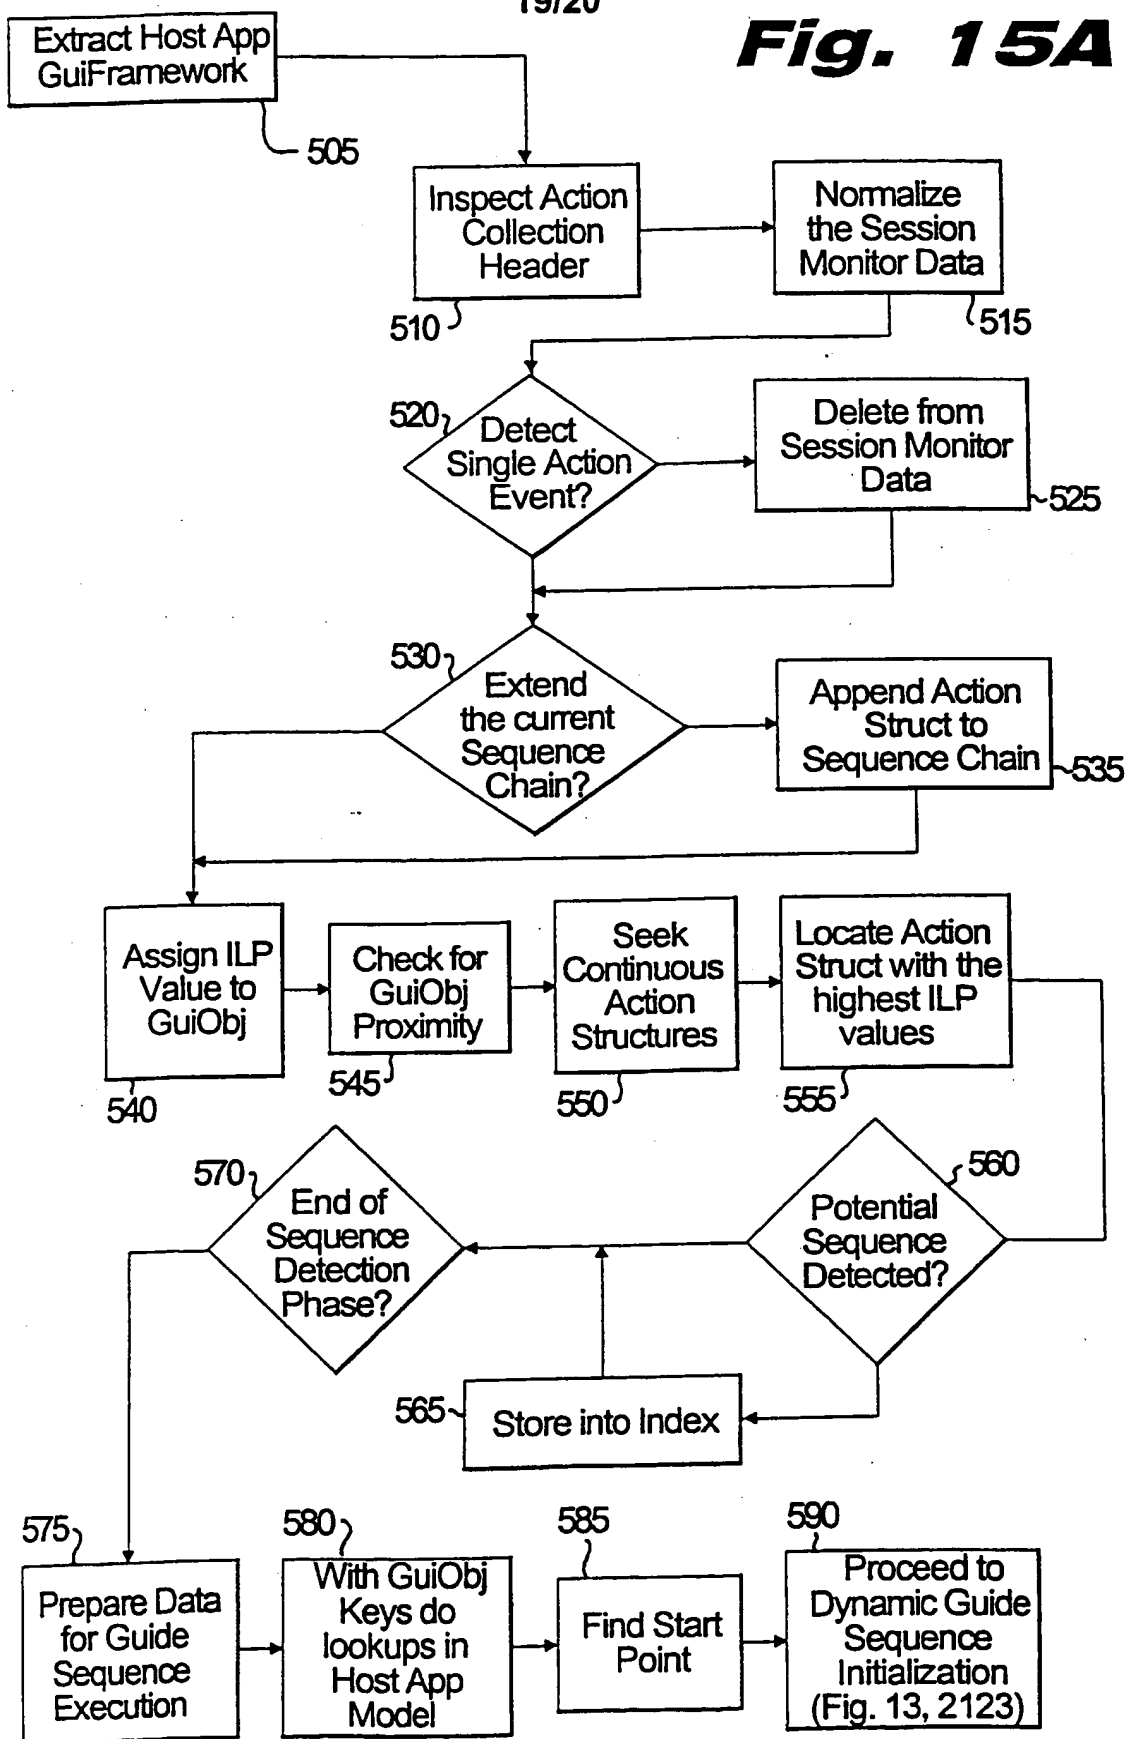 19/20
Fig. 15A
Extract Host App
GuiFramework
505
Inspect Action
Collection
Header
510
Normalize
the Session
Monitor Data
515
520
Detect
Single Action
Event?
Delete from
Session Monitor
Data
525
530
Extend
the current
Sequence
Chain?
Append Action
Struct to
Sequence Chain
535
Assign ILP
Value to
GuiObj
540
Check for
GuiObj
Proximity
545
Seek
Continuous
Action
Structures
550
Locate Action
Struct with the
highest ILP
values
555
560
Potential
Sequence
Detected?
570
End of
Sequence
Detection
Phase?
565
Store into Index
575
Prepare Data
for Guide
Sequence
Execution
580
With GuiObj
Keys do
lookups in
Host App
Model
585
Find Start
Point
590
Proceed to
Dynamic Guide
Sequence
Initialization
(Fig. 13, 2123)